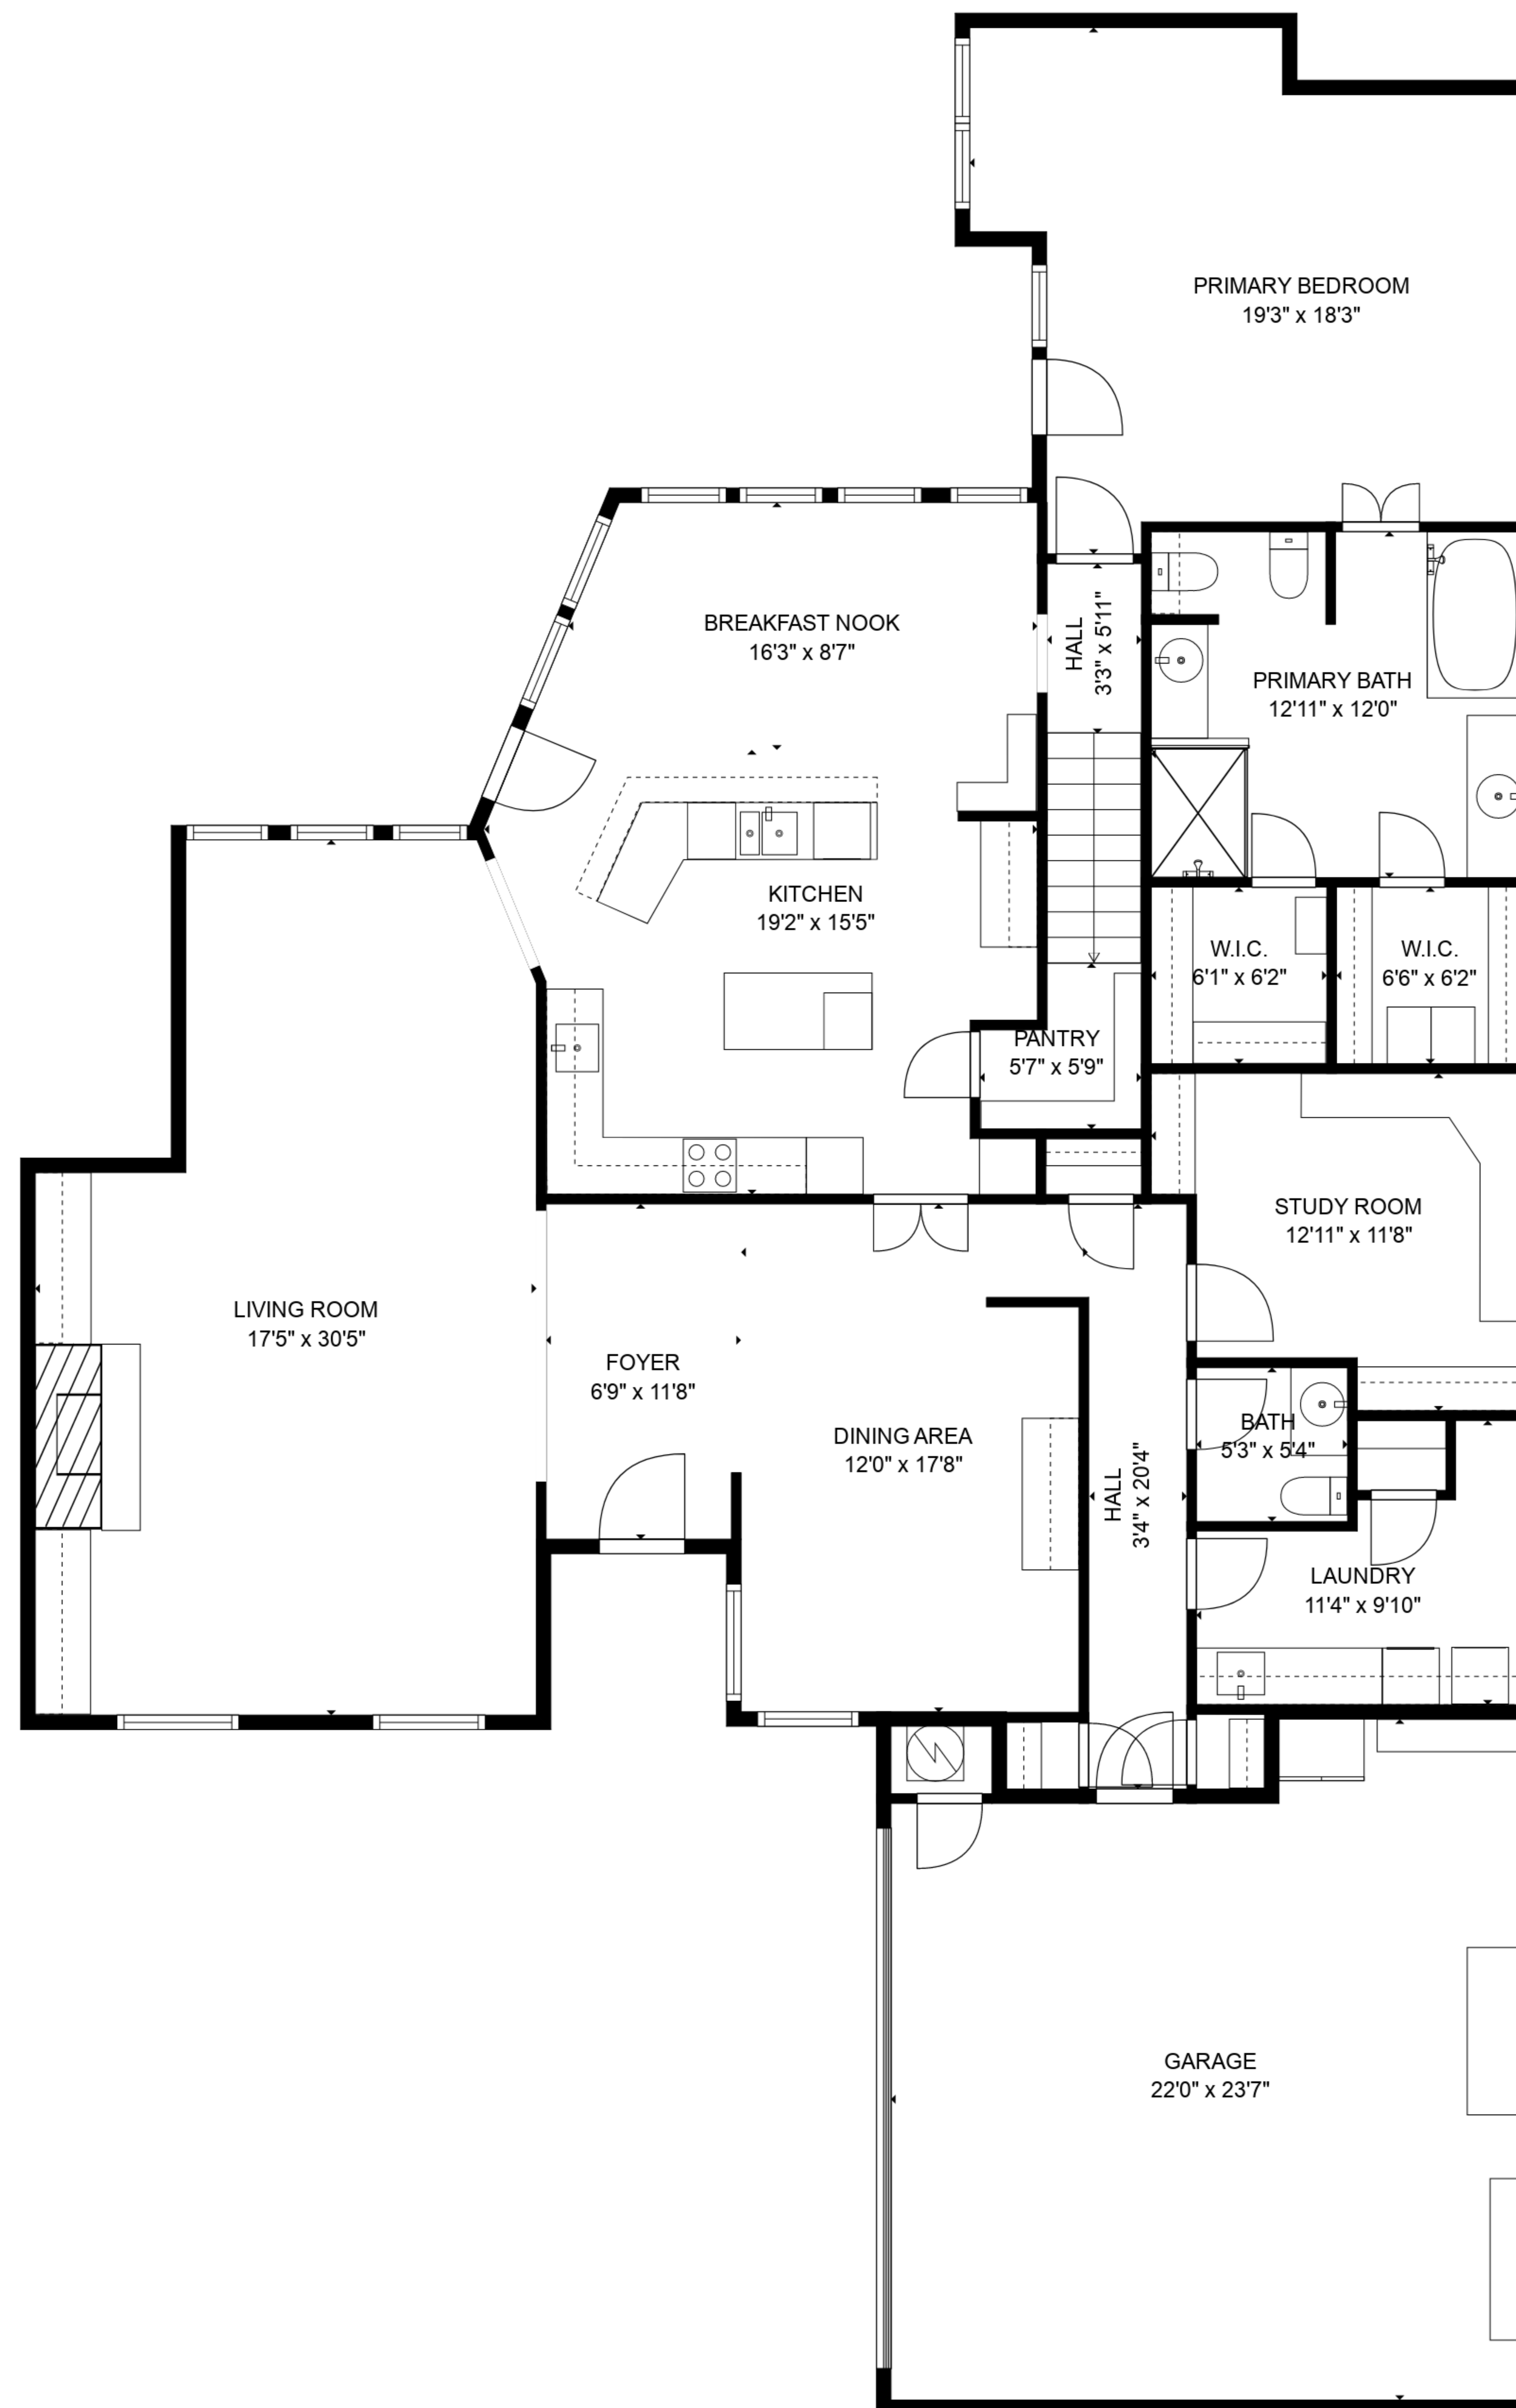 PRIMARY BEDROOM
19'3" x 18'3"
BREAKFAST NOOK
16'3" x 8'7"
HALL
3'3" x 5'11"
PRIMARY BATH
12'11" x 12'0"
KITCHEN
19'2" x 15'5"
W.I.C.
6'1" x 6'2"
W.I.C.
6'6" x 6'2"
PANTRY
5'7" x 5'9"
STUDY ROOM
12'11" x 11'8"
LIVING ROOM
17'5" x 30'5"
FOYER
6'9" x 11'8"
DINING AREA
12'0" x 17'8"
HALL
3'4" x 20'4"
BATH
5'3" x 5'4"
LAUNDRY
11'4" x 9'10"
GARAGE
22'0" x 23'7"